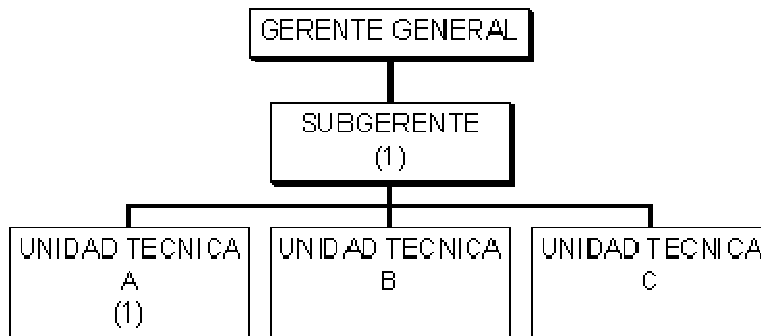 GERENTE GENERAL
SUBGERENTE
(1)
UNIDAD TECNICA
A
(1)
UNIDAD TECNICA
B
UNIDAD TECNICA
C